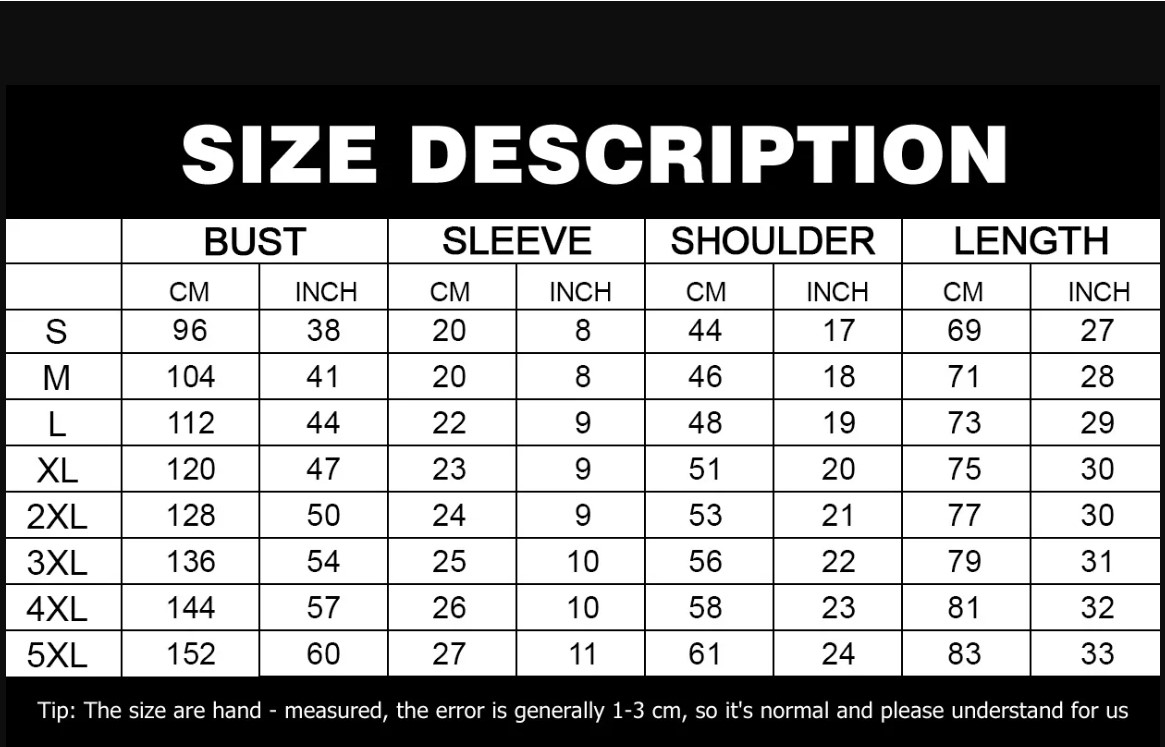 SIZE DESCRIPTION
BUST SLEEVE SHOULDER LENGTH
CM INCH CM INCH CM INCH CM INCH
S 96 38 20 8 44 17 69 27
M 104 41 20 8 46 18 71 28
L 112 44 22 9 48 19 73 29
XL 120 47 23 9 51 20 75 30
2XL 128 50 24 9 53 21 77 30
3XL 136 54 25 10 56 22 79 31
4XL 144 57 26 10 58 23 81 32
5XL 152 60 27 11 61 24 83 33
Tip: The size are hand - measured, the error is generally 1-3 cm, so it's normal and please understand for us